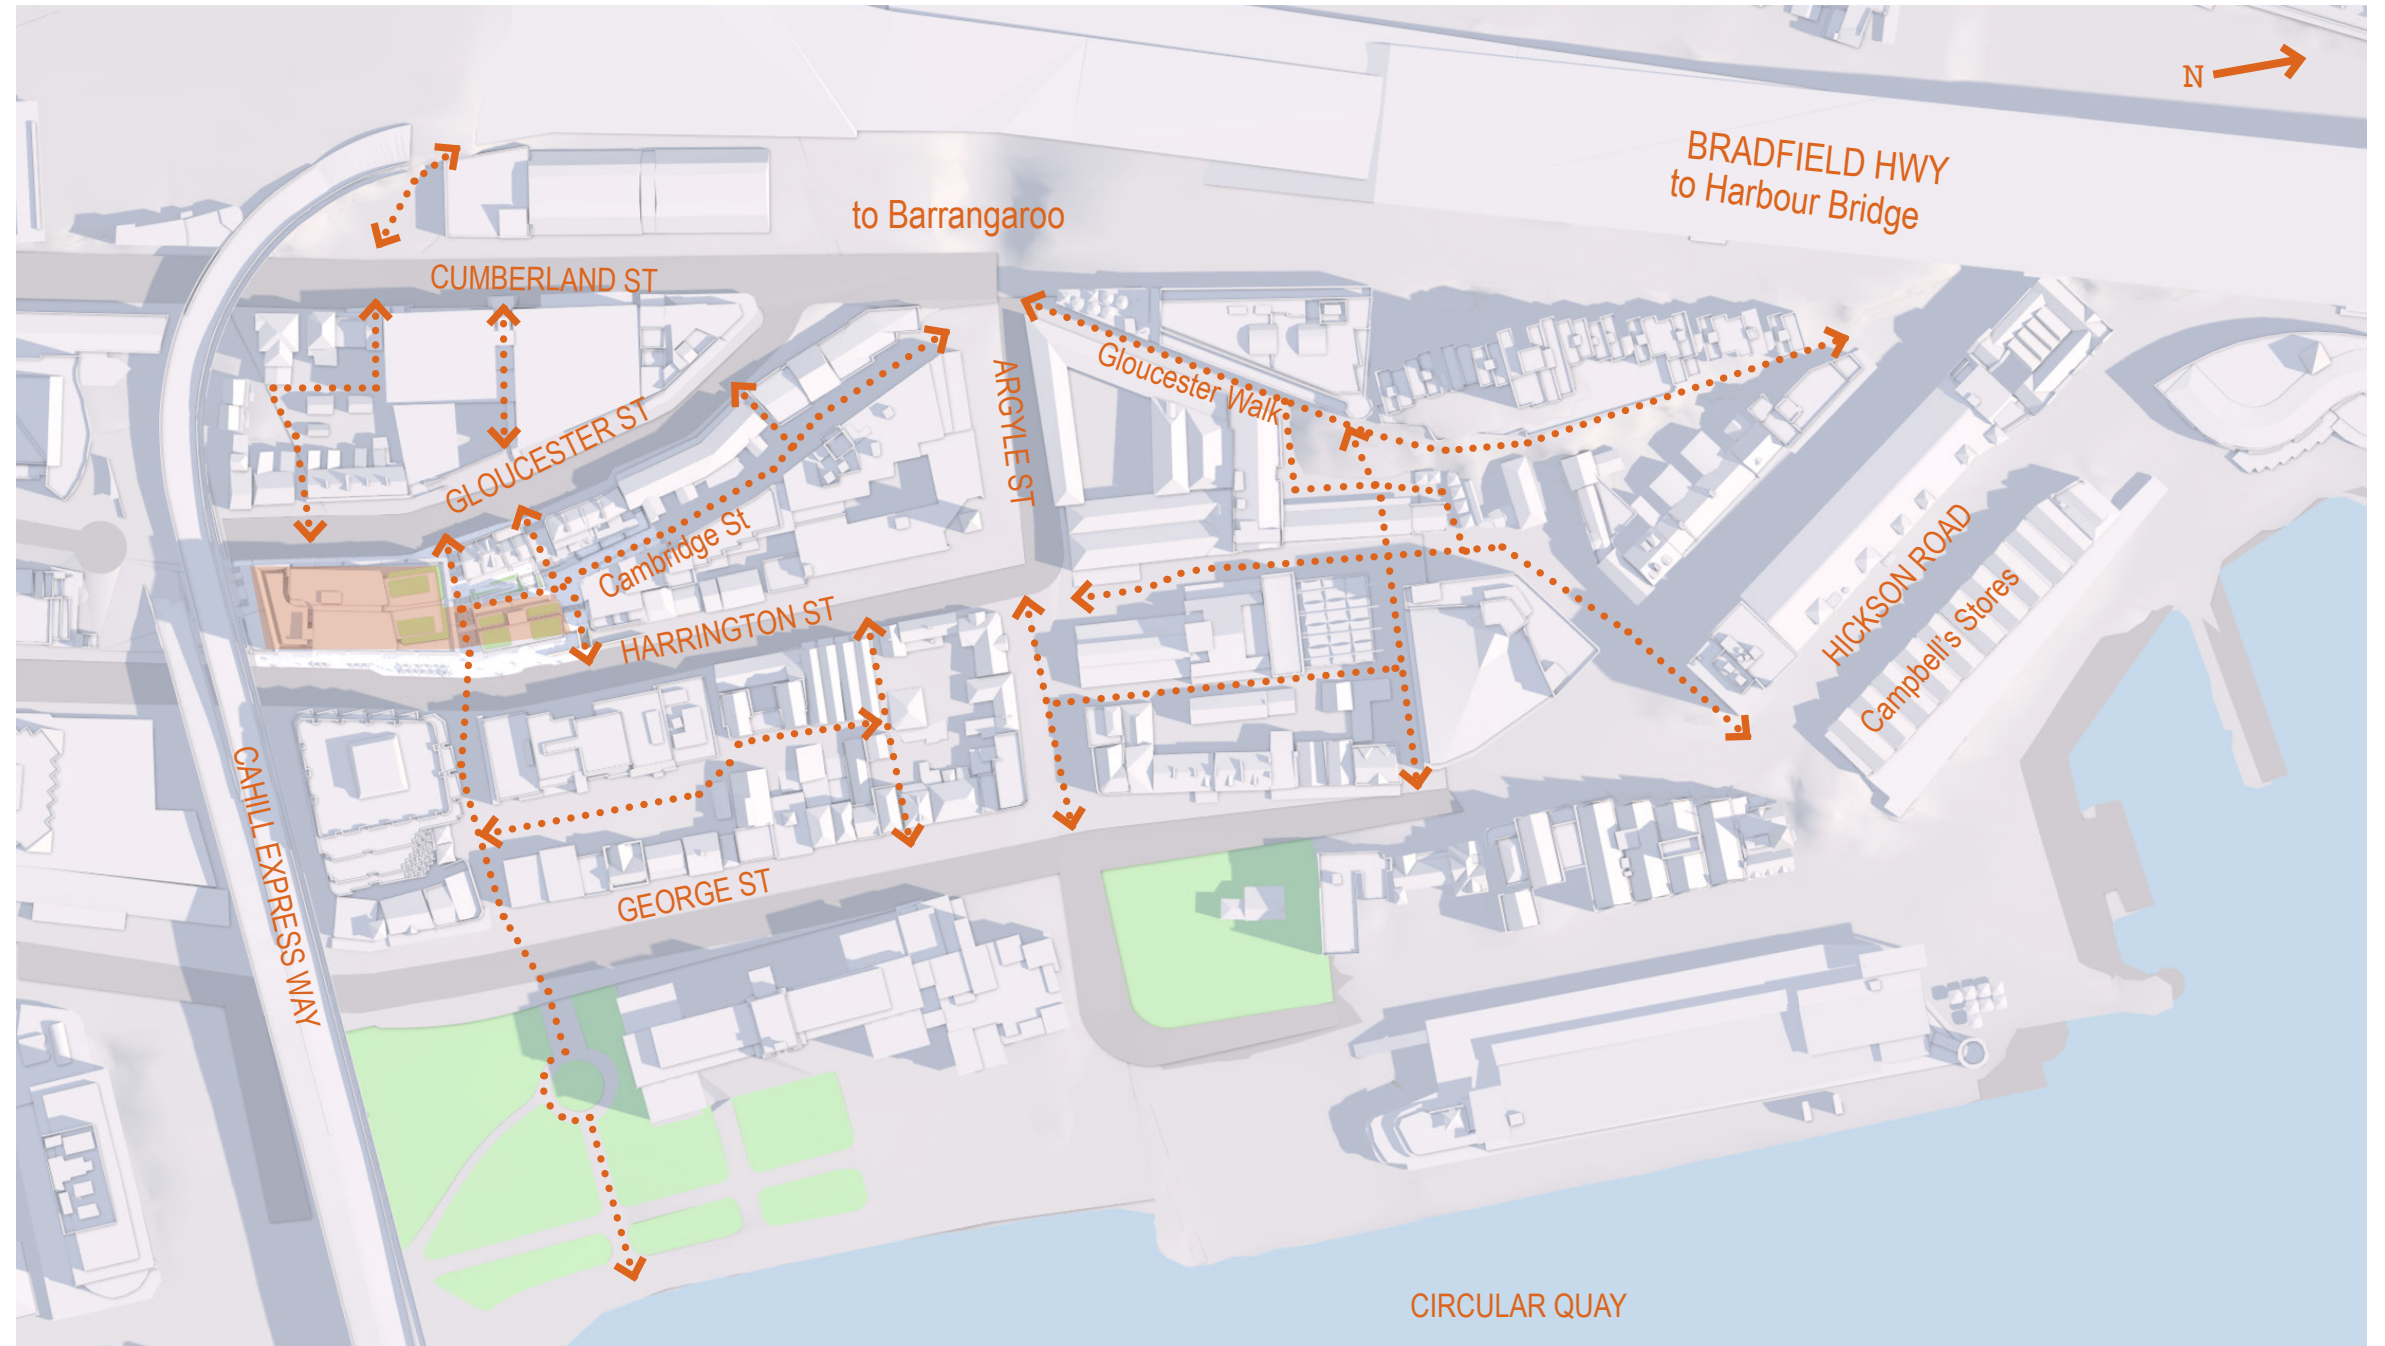 N
BRADFIELD HWY
to Harbour Bridge
to Barrangaroo
CUMBERLAND ST
Gloucester Walk
ARGYLE ST
GLOUCESTER ST
Cambridge St
HARRINGTON ST
HICKSON ROAD
Campbell's Stores
CAHILL EXPRESS WAY
GEORGE ST
CIRCULAR QUAY